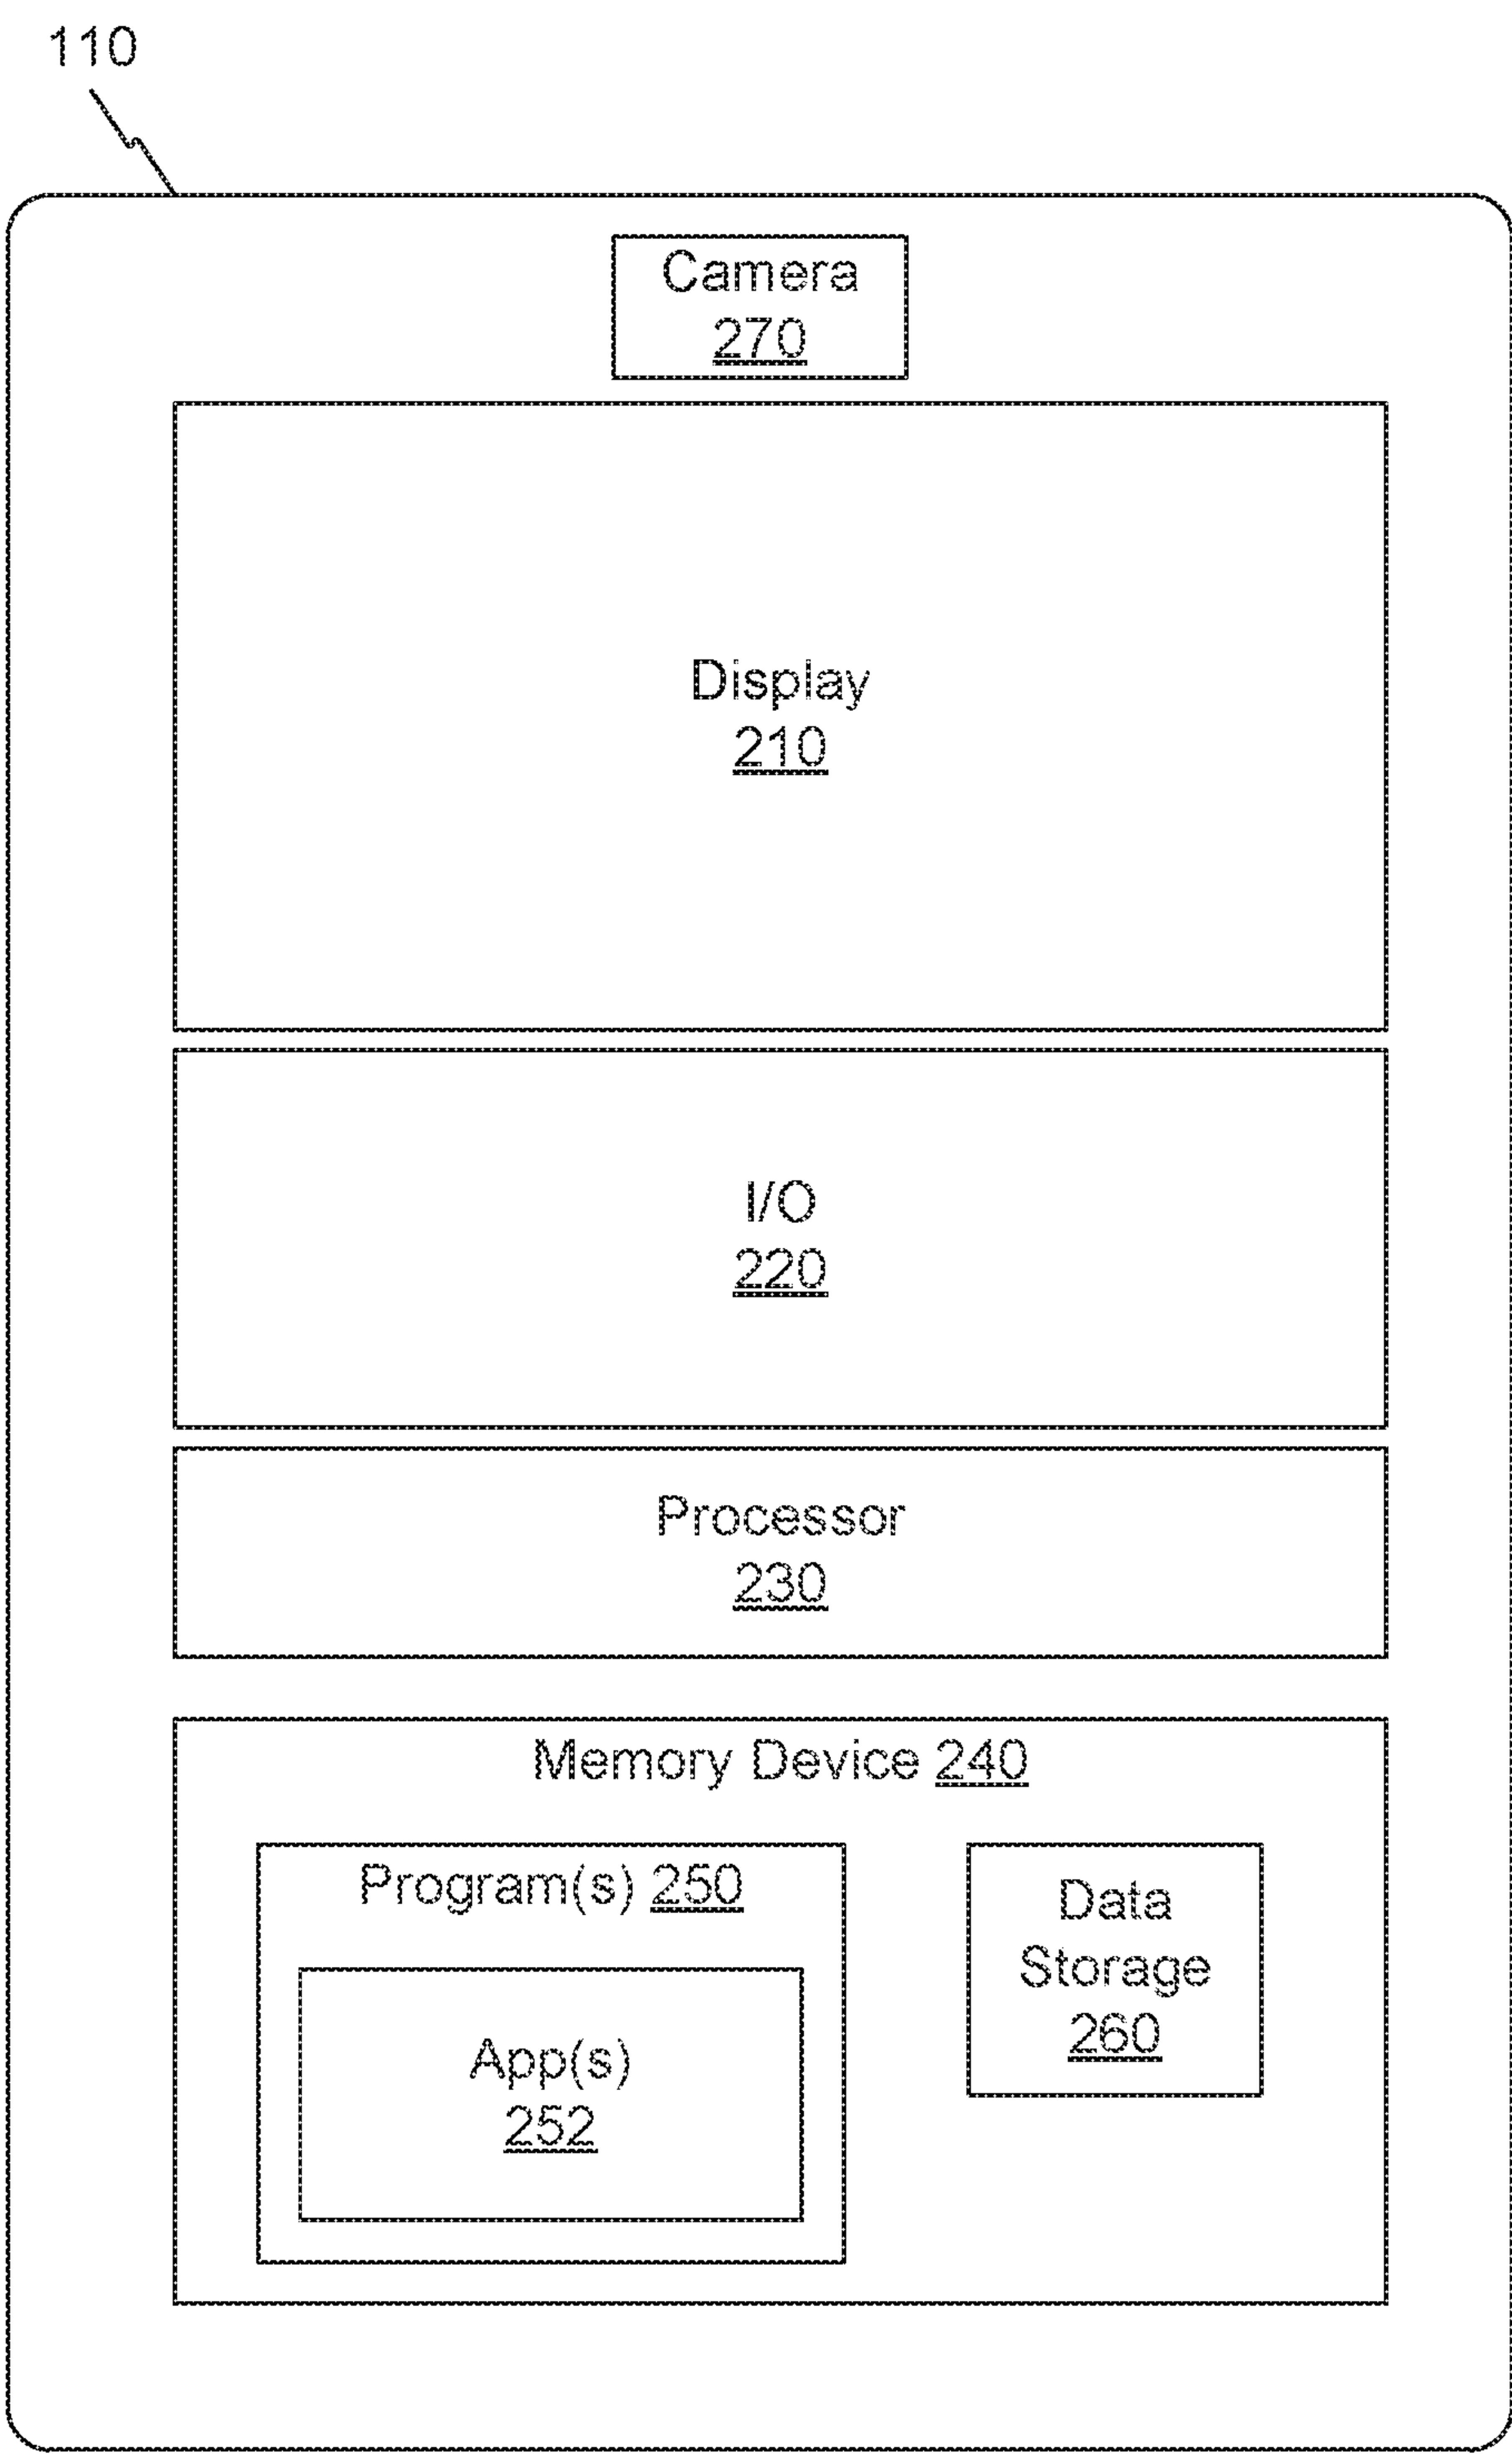 110
Camera
270
Display
210
I/O
220
Processor
230
Memory Device 240
Program(s) 250
App(s)
252
Data
Storage
260